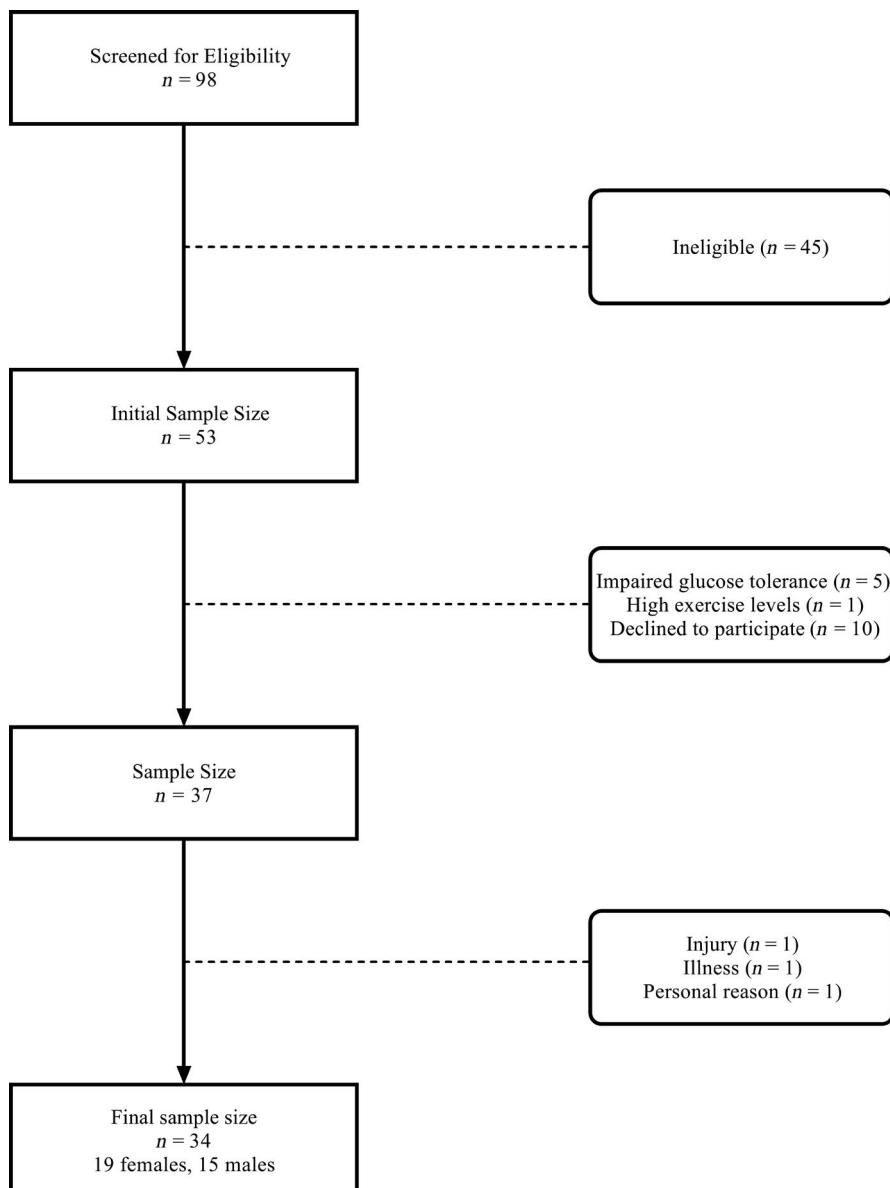 Screened for Eligibility
n = 98
Ineligible (n = 45)
Initial Sample Size
n = 53
Impaired glucose tolerance (n = 5)
High exercise levels (n = 1)
Declined to participate (n = 10)
Sample Size
n = 37
Injury (n = 1)
Illness (n = 1)
Personal reason (n = 1)
Final sample size
n = 34
19 females, 15 males